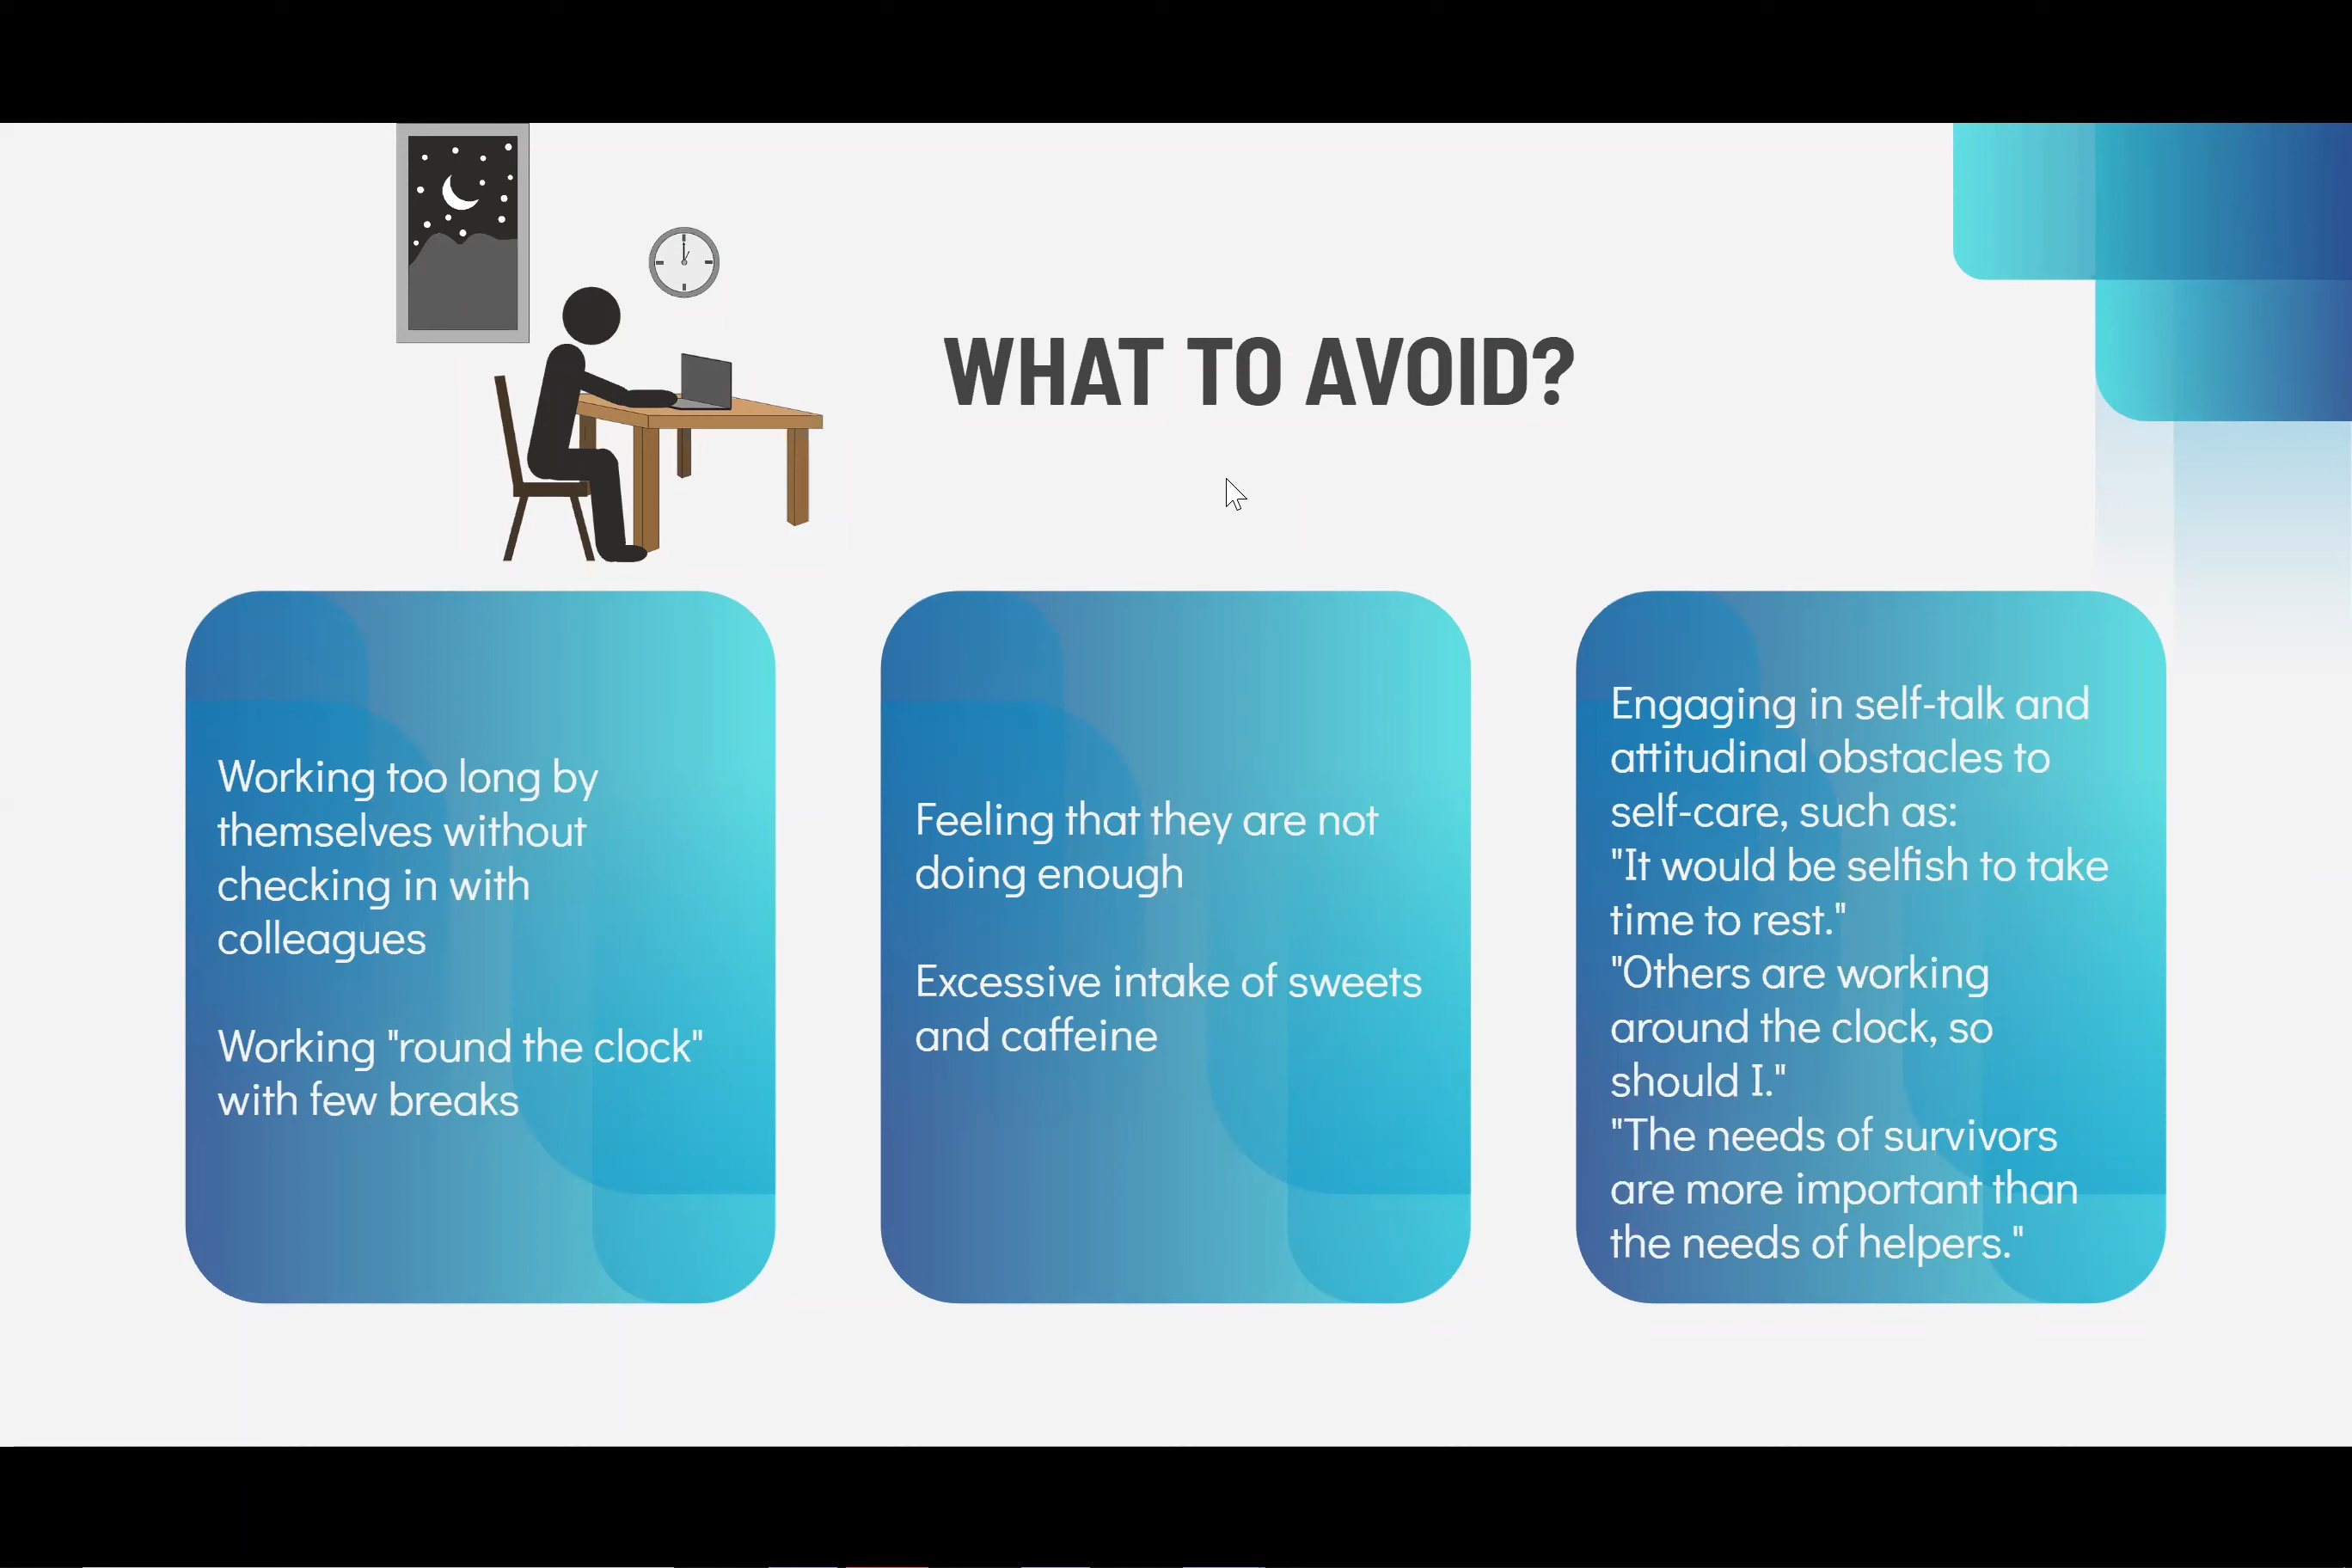 WHAT TO AVOID?
Working too long by
themselves without
checking in with
colleagues
Working "round the clock"
with few breaks
Feeling that they are not
doing enough
Excessive intake of sweets
and caffeine
Engaging in self-talk and
attitudinal obstacles to
self-care, such as:
"It would be selfish to take
time to rest."
"Others are working
around the clock, so
should I."
"The needs of survivors
are more important than
the needs of helpers."